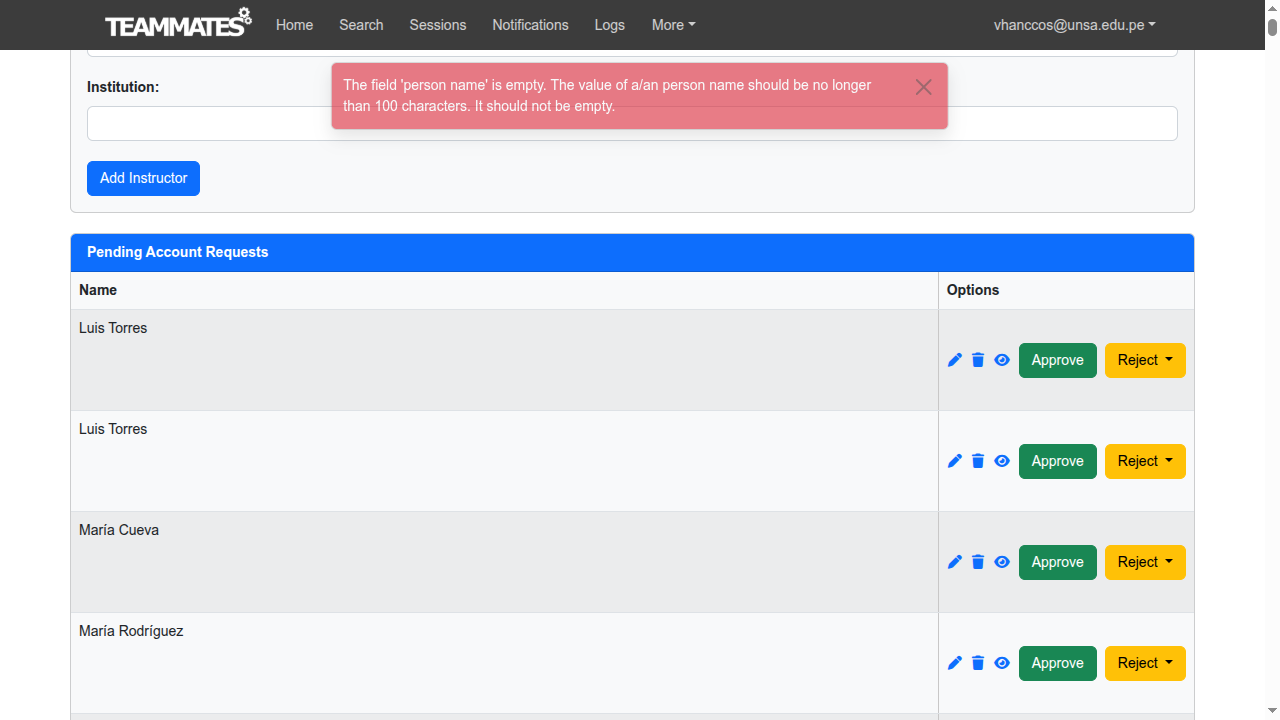 TEAMMATES Home Search Sessions Notifications Logs More vhanccos@unsa.edu.pe
The field 'person name' is empty. The value of a/an person name should be no longer
than 100 characters. It should not be empty.
Institution:
Add Instructor
Pending Account Requests
Name Options
Luis Torres
Approve Reject
Luis Torres
Approve Reject
María Cueva
Approve Reject
María Rodríguez
Approve Reject